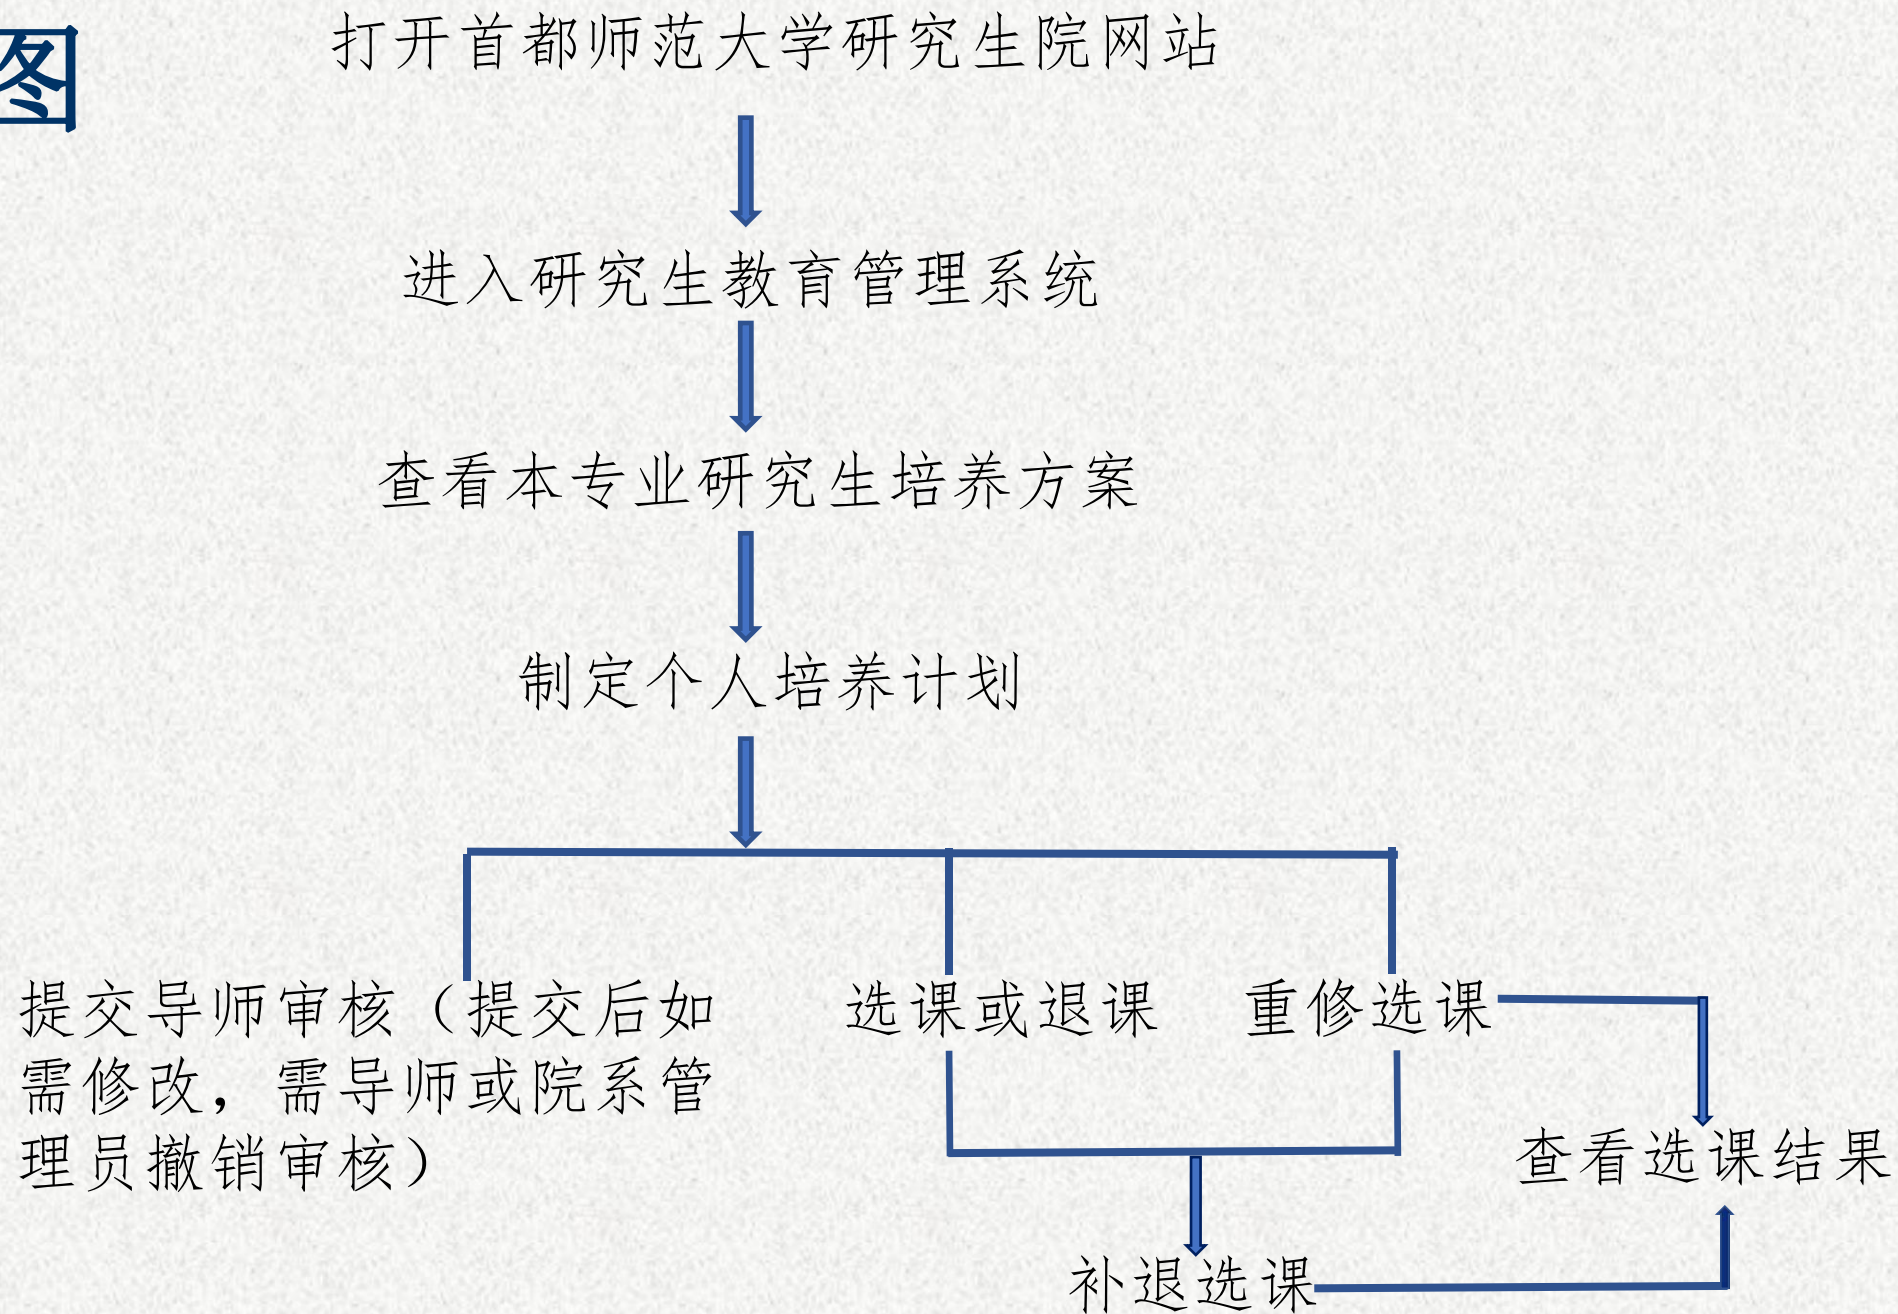 图
打开首都师范大学研究生院网站
进入研究生教育管理系统
查看本专业研究生培养方案
制定个人培养计划
提交导师审核（提交后如
需修改，需导师或院系管
理员撤销审核）
选课或退课
重修选课
查看选课结果
补退选课